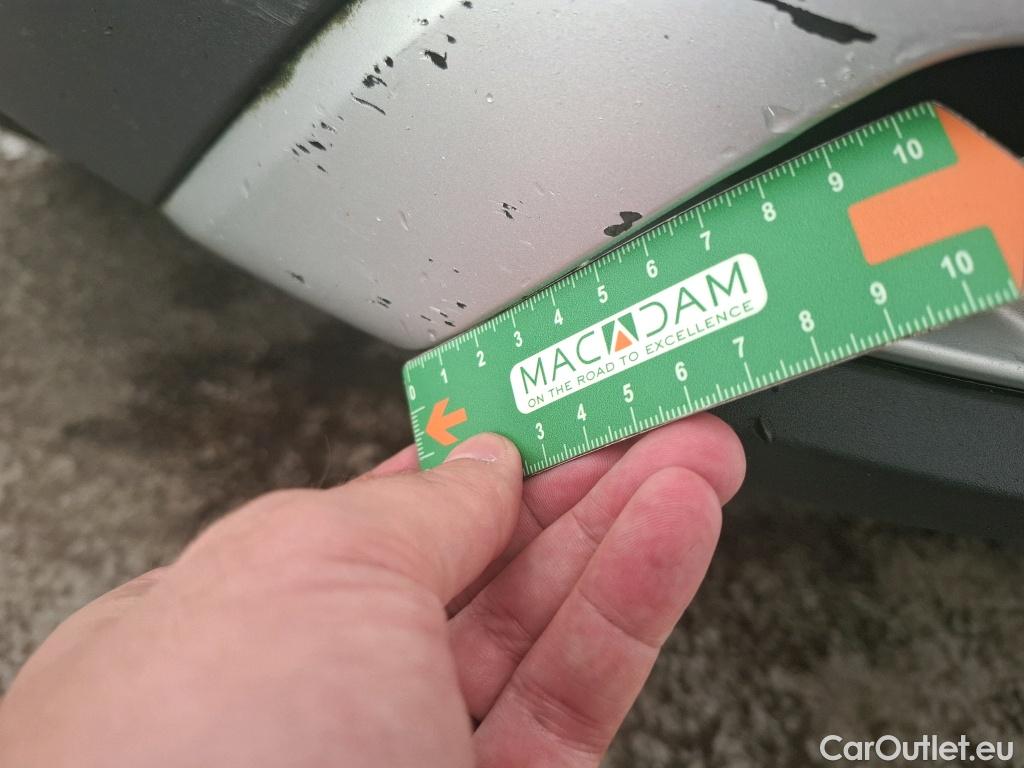 0 1 2 3 4 5 6 7 8 9 10
MACADAM
ON THE ROAD TO EXCELLENCE
3 4 5 6 7 8 9 10
CarOutlet.eu